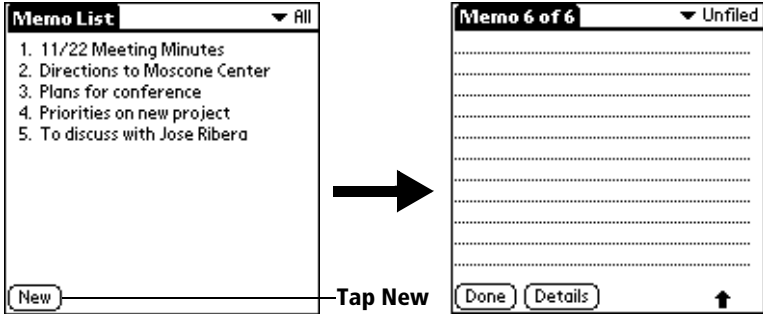 Memo List
All
1. 11/22 Meeting Minutes
2. Directions to Moscone Center
3. Plans for conference
4. Priorities on new project
5. To discuss with Jose Ribera
New
Tap New
Memo 6 of 6
Unfiled
Done
Details